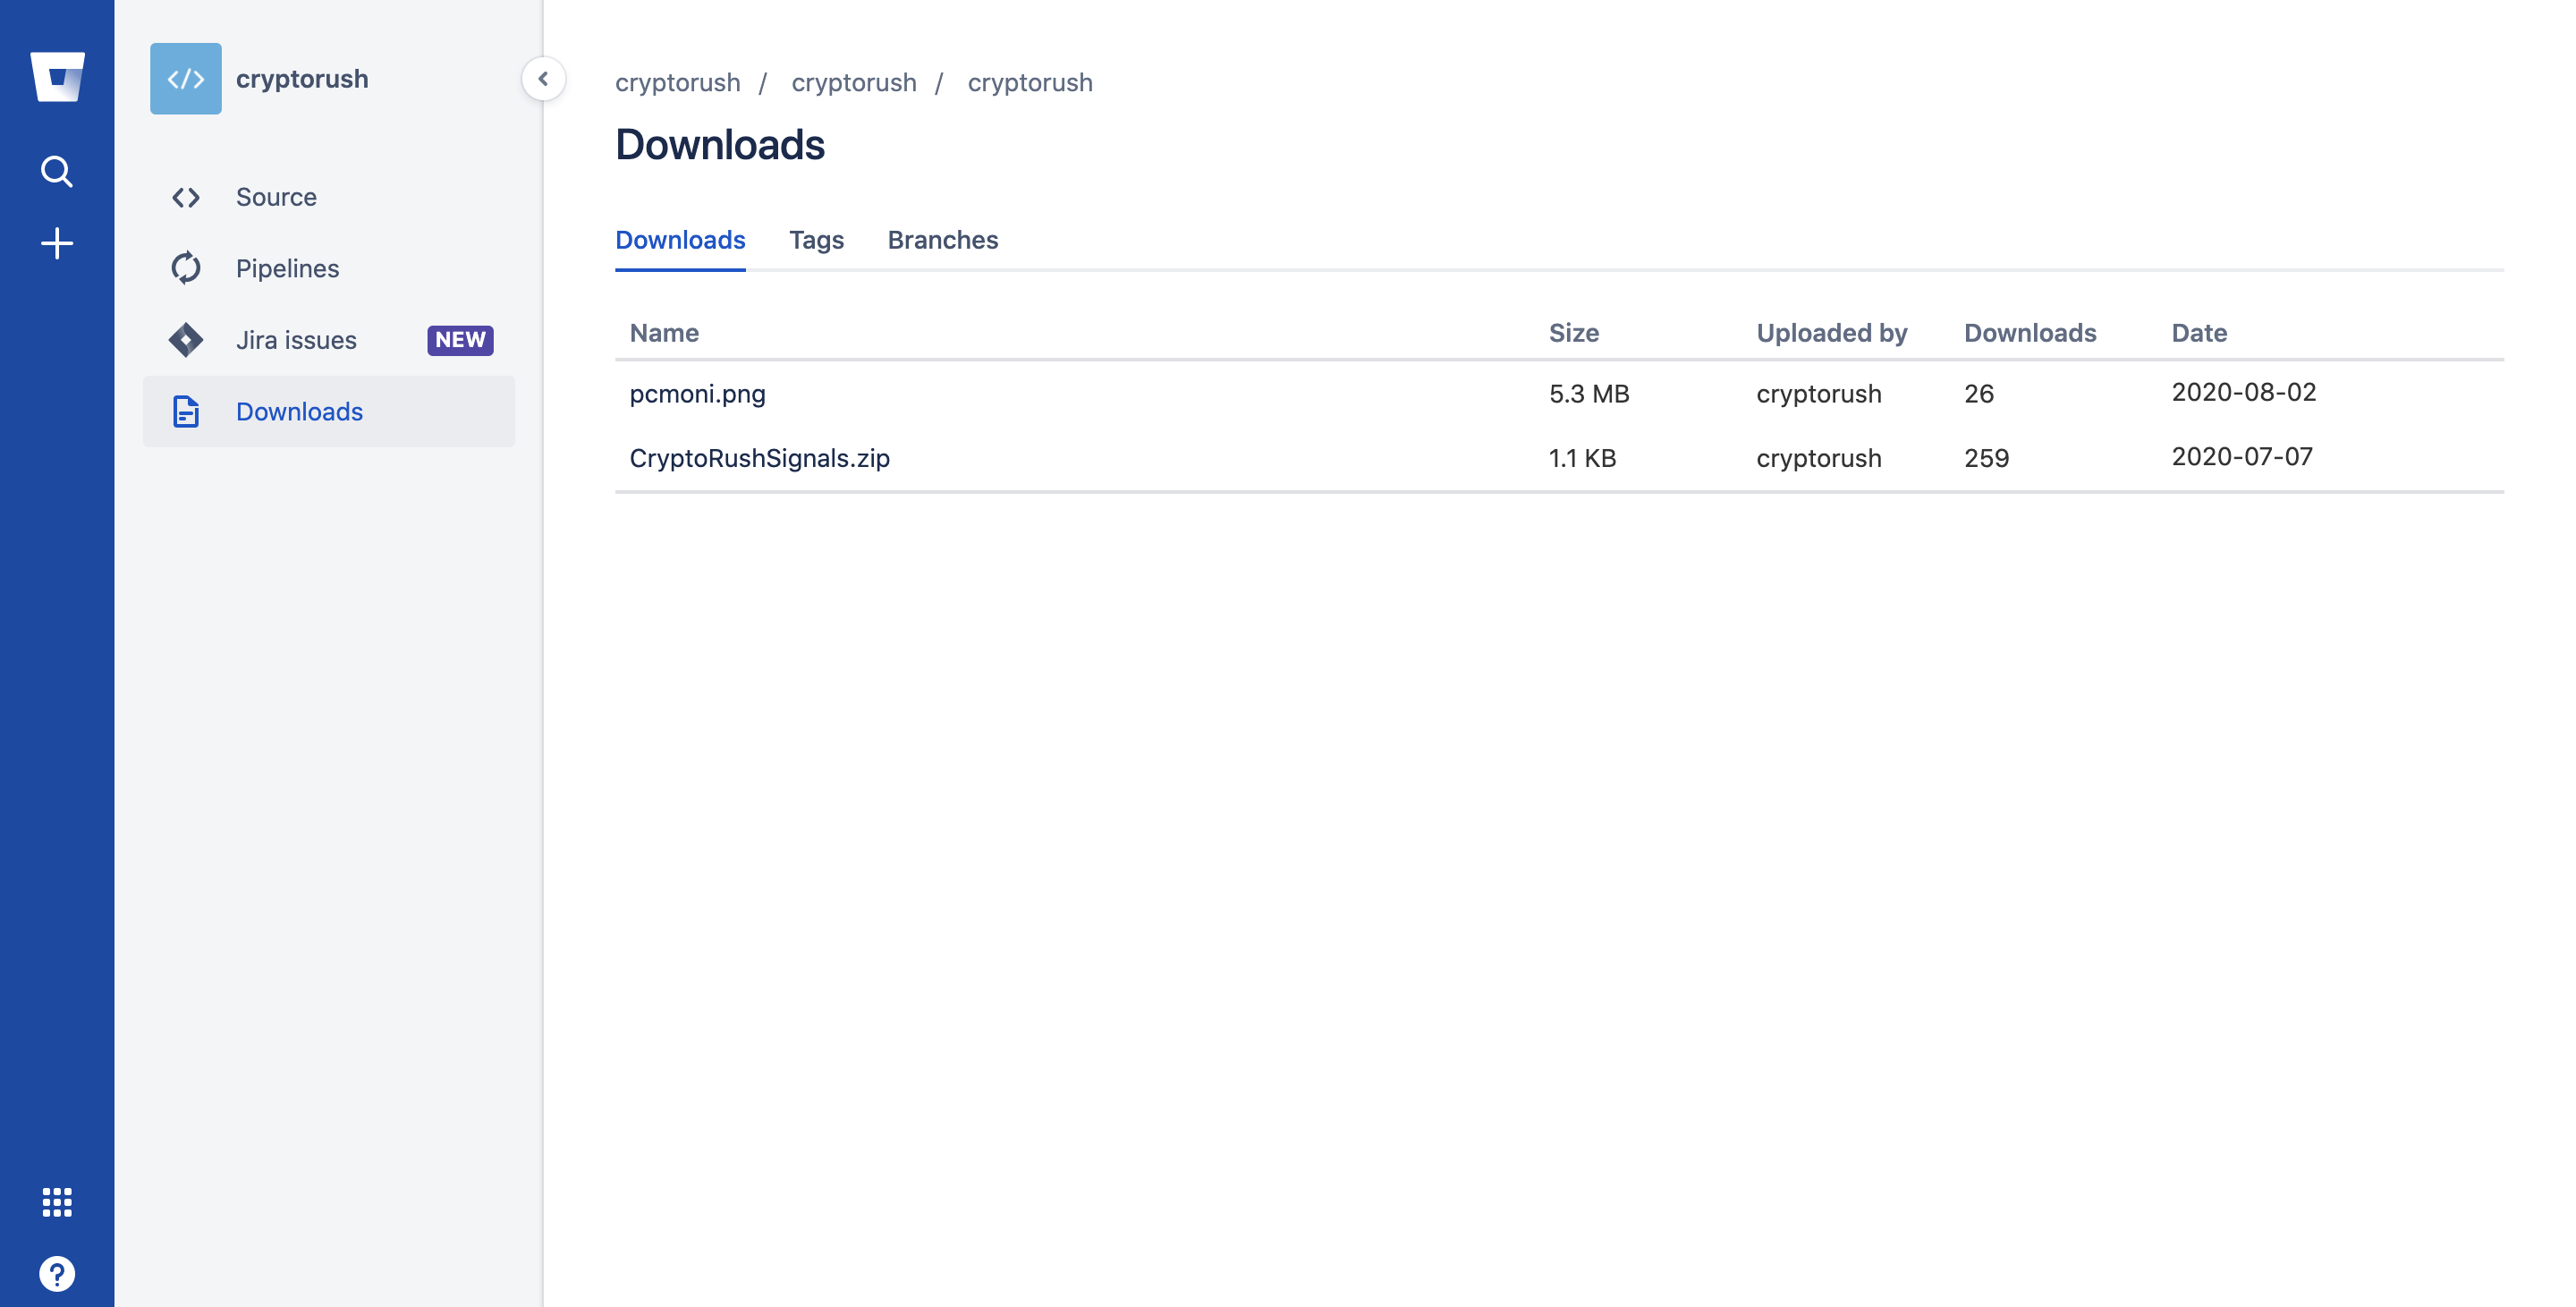 cryptorush
Source
Pipelines
Jira issues NEW
Downloads
cryptorush / cryptorush / cryptorush
Downloads
Downloads Tags Branches
Name Size Uploaded by Downloads Date
pcmoni.png 5.3 MB cryptorush 26 2020-08-02
CryptoRushSignals.zip 1.1 KB cryptorush 259 2020-07-07